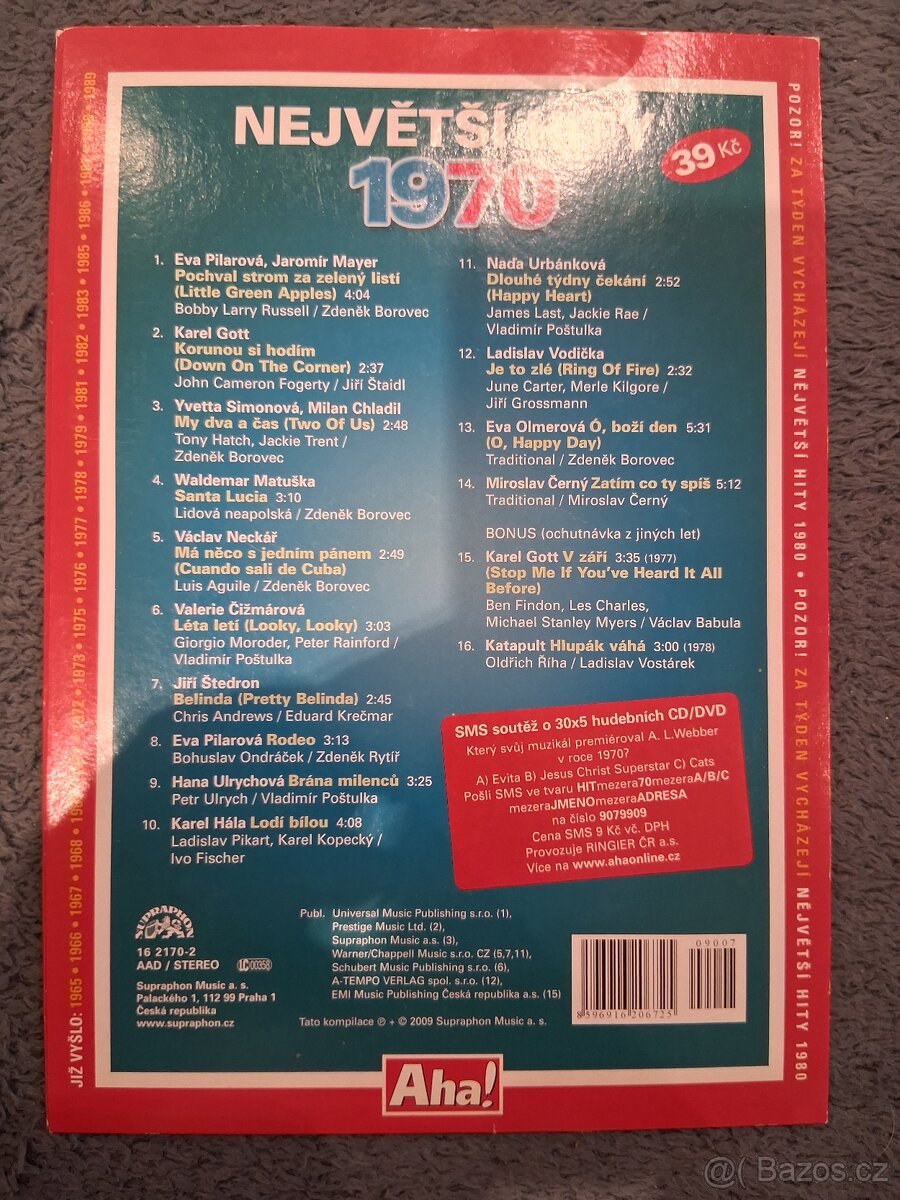 NEJVĚTŠÍ
1970
39 Kč
1. Eva Pilarová, Jaromír Mayer
Pochval strom za zelený listí
(Little Green Apples) 4:04
Bobby Larry Russell / Zdeněk Borovec
2. Karel Gott
Korunou si hodím
(Down On The Corner) 2:37
John Cameron Fogerty / Jiří Štaidl
3. Yvetta Simonová, Milan Chladil
My dva a čas (Two Of Us) 2:48
Tony Hatch, Jackie Trent /
Zdeněk Borovec
4. Waldemar Matuška
Santa Lucia 3:10
Lidová neapolská / Zdeněk Borovec
5. Václav Neckář
Má něco s jedním pánem 2:49
(Cuando sali de Cuba)
Luis Aguile / Zdeněk Borovec
6. Valerie Čižmárová
Léta letí (Looky, Looky) 3:03
Giorgio Moroder, Peter Rainford /
Vladimír Poštulka
7. Jiří Štedron
Belinda (Pretty Belinda) 2:45
Chris Andrews / Eduard Krečmar
8. Eva Pilarová Rodeo 3:13
Bohuslav Ondráček / Zdeněk Rytíř
9. Hana Ulrychová Brána milenců 3:25
Petr Ulrych / Vladimír Poštulka
10. Karel Hála Lodí bílou 4:08
Ladislav Pikart, Karel Kopecký /
Ivo Fischer
11. Naďa Urbánková
Dlouhé týdny čekání 2:52
(Happy Heart)
James Last, Jackie Rae /
Vladimír Poštulka
12. Ladislav Vodička
Je to zlé (Ring Of Fire) 2:32
June Carter, Merle Kilgore /
Jiří Grossmann
13. Eva Olmerová Ó, boží den 5:31
(O, Happy Day)
Traditional / Zdeněk Borovec
14. Miroslav Černý Zatím co ty spíš 5:12
Traditional / Miroslav Černý
BONUS (ochutnávka z jiných let)
15. Karel Gott V září 3:35 (1977)
(Stop Me If You've Heard It All
Before)
Ben Findon, Les Charles,
Michael Stanley Myers / Václav Babula
16. Katapult Hlupák váhá 3:00 (1978)
Oldřich Říha / Ladislav Vostárek
SMS soutěž o 30x5 hudebních CD/DVD
Který svůj muzikál premiéroval A. L.Webber
v roce 1970?
A) Evita B) Jesus Christ Superstar C) Cats
Pošli SMS ve tvaru HITmezera70mezeraA/B/C
mezeraJMENOmezeraADRESA
na číslo 9079909
Cena SMS 9 Kč vč. DPH
Provozuje RINGIER ČR a.s.
Více na www.ahaonline.cz
SUPRAPHON
16 2170-2
AAD / STEREO LC 00358
Supraphon Music a. s.
Palackého 1, 112 99 Praha 1
Česká republika
www.supraphon.cz
Publ. Universal Music Publishing s.r.o. (1),
Prestige Music Ltd. (2),
Supraphon Music a.s. (3),
Warner/Chappell Music s.r.o. CZ (5,7,11),
Schubert Music Publishing s.r.o. (6),
A-TEMPO VERLAG spol. s r.o. (12),
EMI Music Publishing Česká republika a.s. (15)
Tato kompilace ℗ + © 2009 Supraphon Music a. s.
09007
8596916206725
Aha!
JIŽ VYŠLO: 1965 • 1966 • 1967 • 1968 • 1972 • 1973 • 1975 • 1976 • 1977 • 1978 • 1979 • 1981 • 1982 • 1983 • 1985 • 1986 • 1989
POZOR! ZA TÝDEN VYCHÁZEJÍ NEJVĚTŠÍ HITY 1980 • POZOR! ZA TÝDEN VYCHÁZEJÍ NEJVĚTŠÍ HITY 1980
@( Bazos.cz